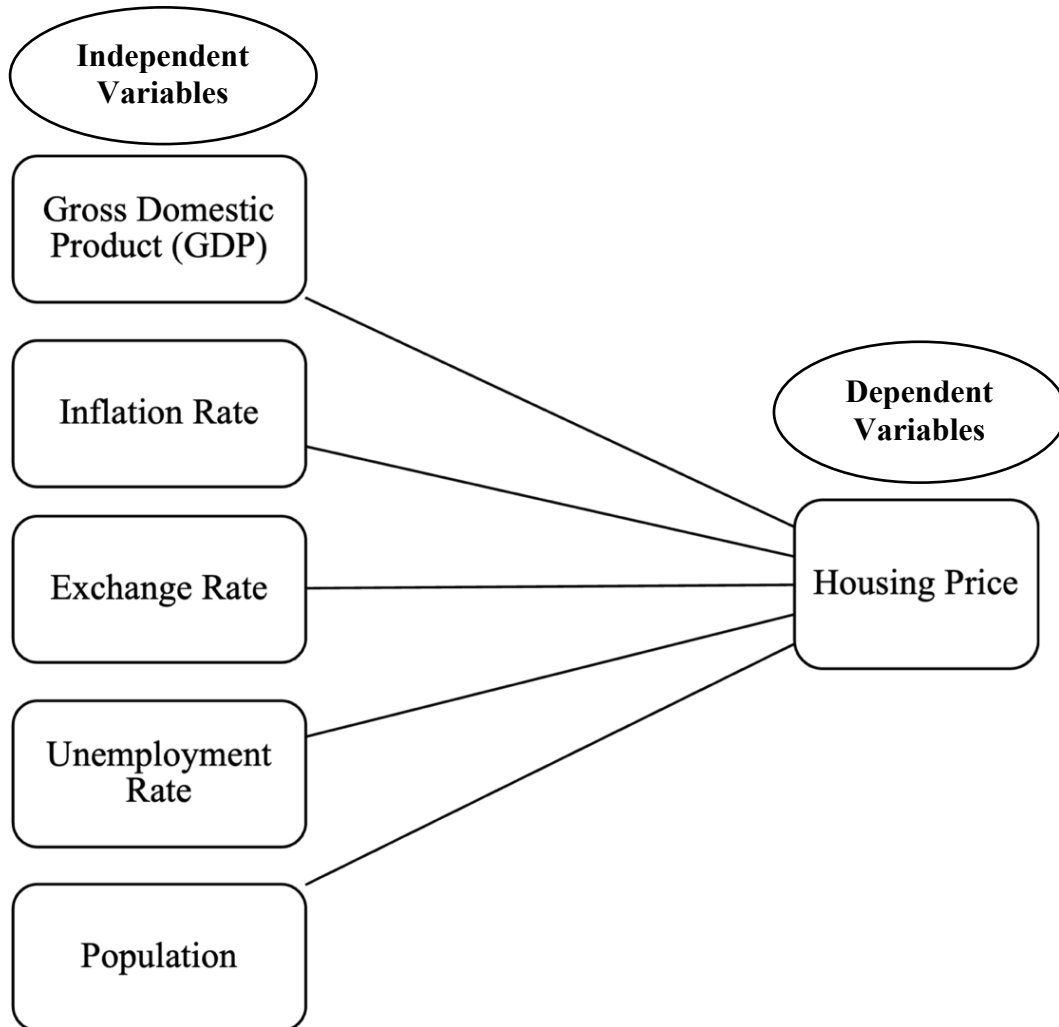 Independent
Variables
Gross Domestic
Product (GDP)
Inflation Rate
Exchange Rate
Unemployment
Rate
Population
Dependent
Variables
Housing Price